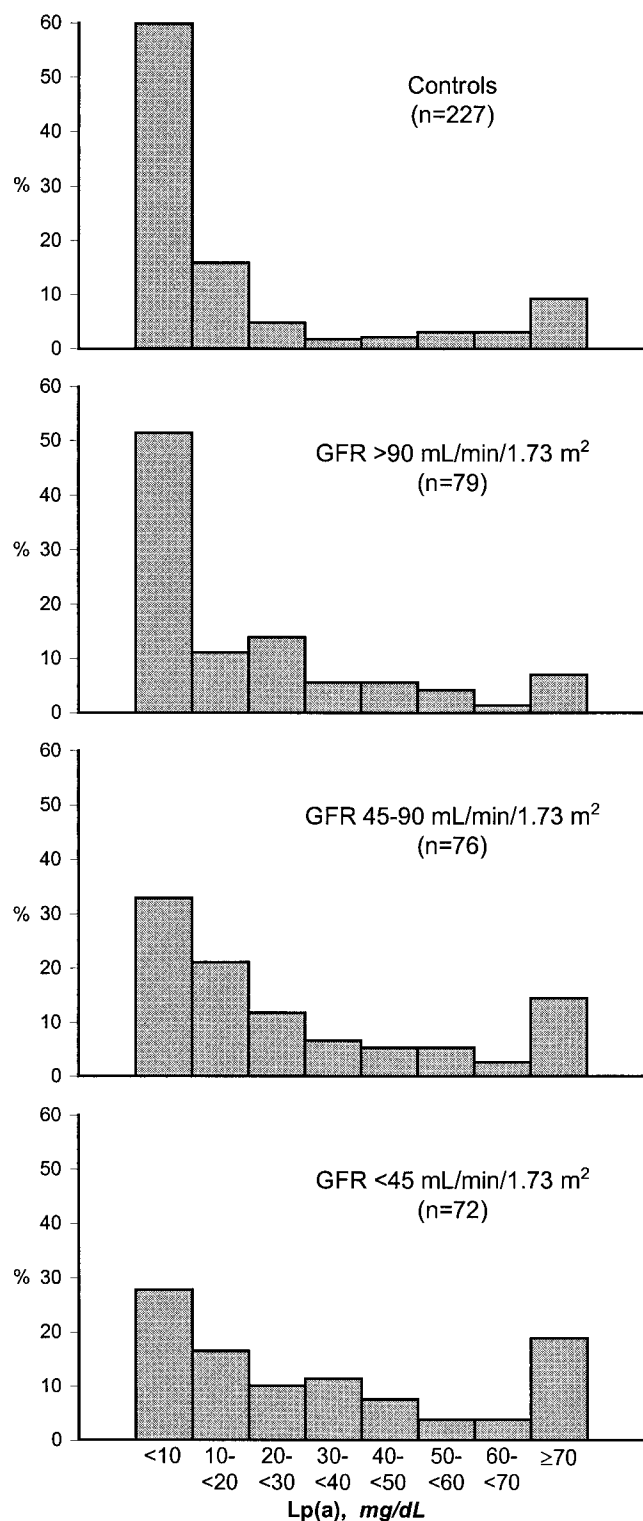 60
50
40
% 30
20
10
0
Controls
(n=227)
60
50
40
% 30
20
10
0
GFR >90 mL/min/1.73 m²
(n=79)
60
50
40
% 30
20
10
0
GFR 45-90 mL/min/1.73 m²
(n=76)
60
50
40
% 30
20
10
0
GFR <45 mL/min/1.73 m²
(n=72)
<10 10- 20- 30- 40- 50- 60- ≥70
<20 <30 <40 <50 <60 <70
Lp(a), mg/dL